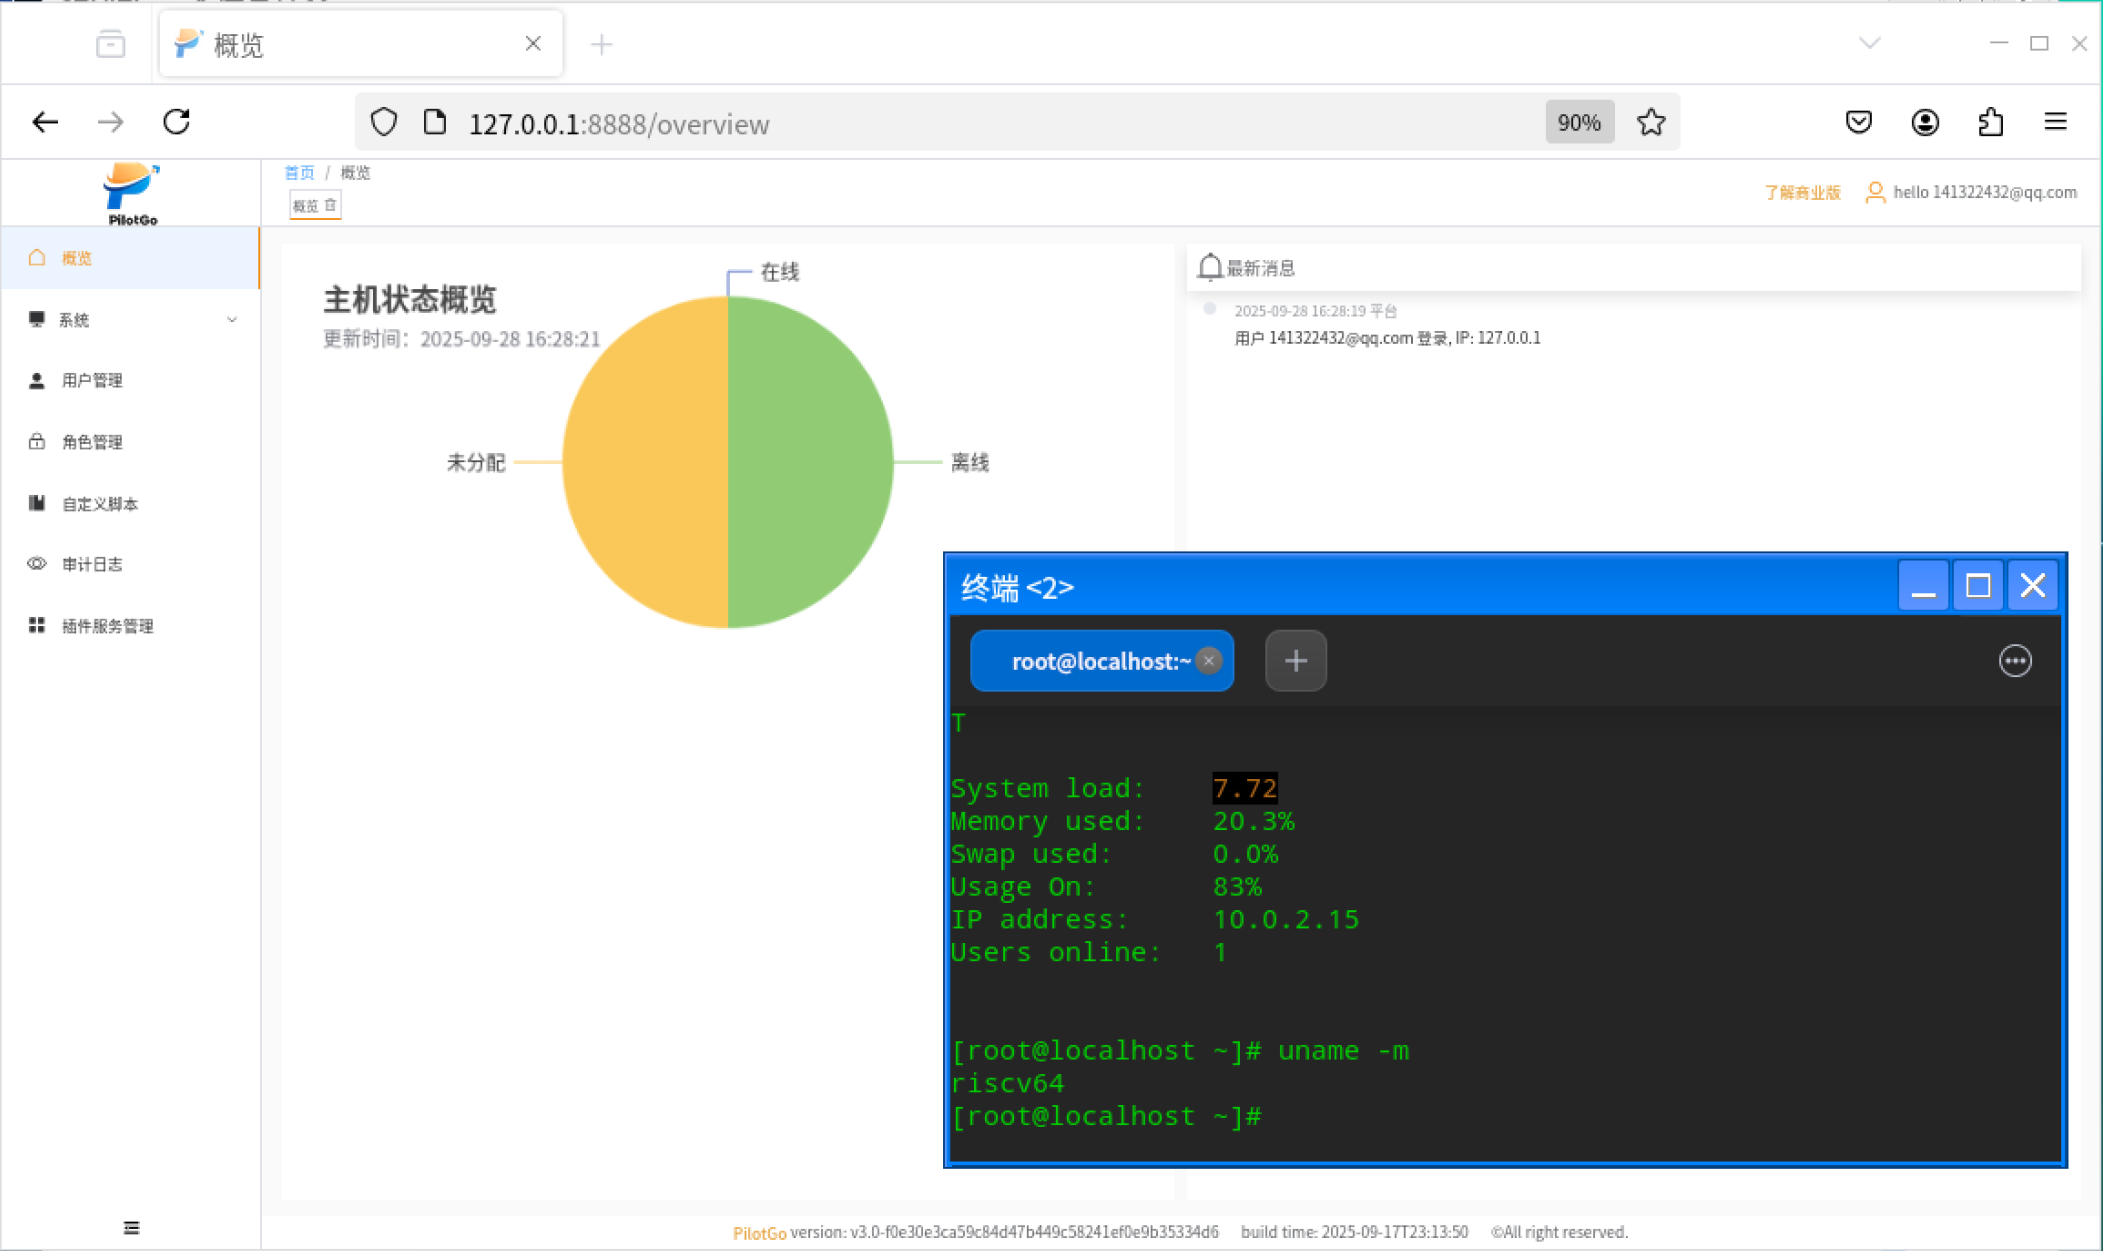 概览
127.0.0.1:8888/overview
90%
PilotGo
首页 / 概览
概览
了解商业版
hello 141322432@qq.com
概览
系统
用户管理
角色管理
自定义脚本
审计日志
插件服务管理
主机状态概览
更新时间：2025-09-28 16:28:21
在线
未分配
离线
最新消息
2025-09-28 16:28:19 平台
用户 141322432@qq.com 登录, IP: 127.0.0.1
终端 <2>
root@localhost:~
T
System load: 7.72
Memory used: 20.3%
Swap used: 0.0%
Usage On: 83%
IP address: 10.0.2.15
Users online: 1
[root@localhost ~]# uname -m
riscv64
[root@localhost ~]#
PilotGo version: v3.0-f0e30e3ca59c84d47b449c58241ef0e9b35334d6 build time: 2025-09-17T23:13:50 ©All right reserved.